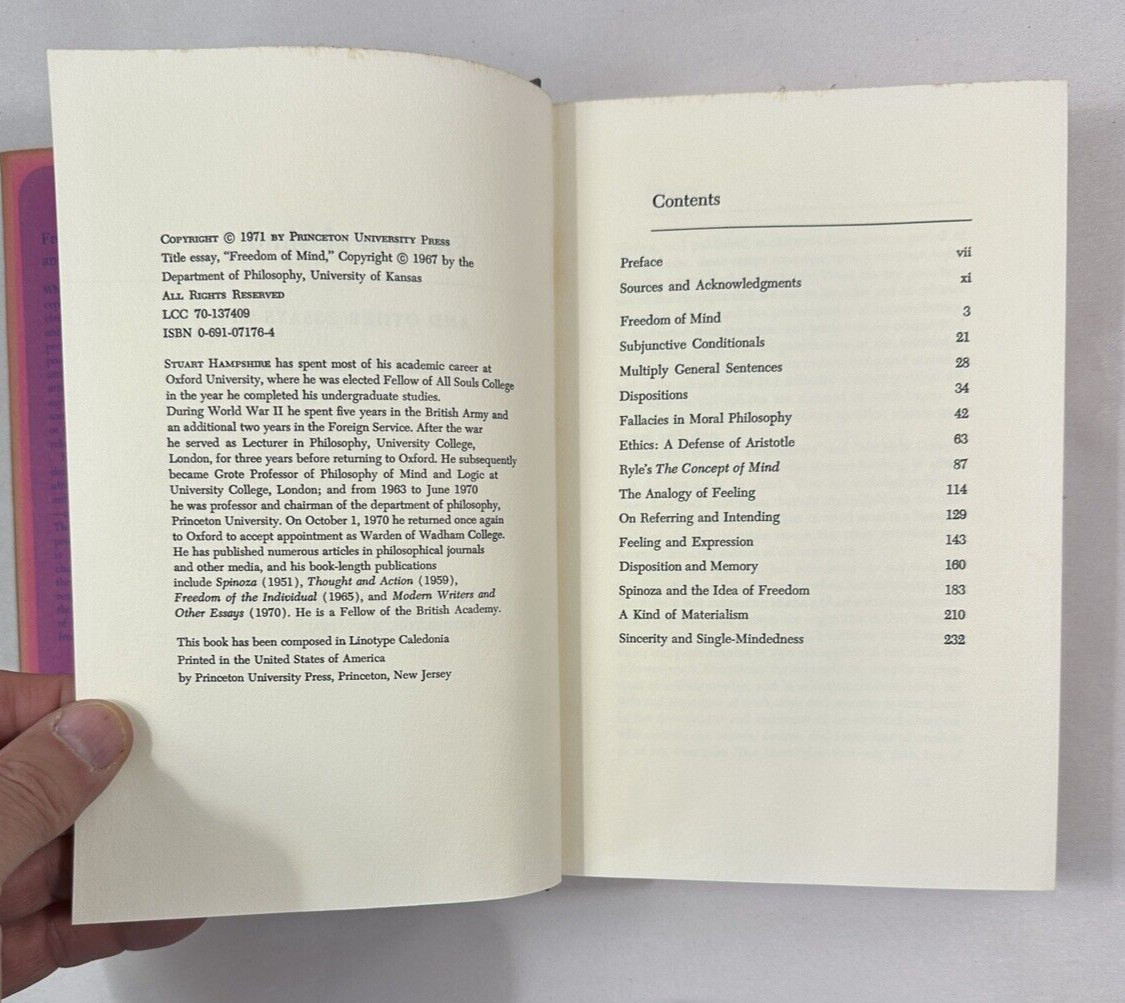 COPYRIGHT © 1971 BY PRINCETON UNIVERSITY PRESS
Title essay, “Freedom of Mind,” Copyright © 1967 by the
Department of Philosophy, University of Kansas
ALL RIGHTS RESERVED
LCC 70-137409
ISBN 0-691-07176-4
STUART HAMPSHIRE has spent most of his academic career at
Oxford University, where he was elected Fellow of All Souls College
in the year he completed his undergraduate studies.
During World War II he spent five years in the British Army and
an additional two years in the Foreign Service. After the war
he served as Lecturer in Philosophy, University College,
London, for three years before returning to Oxford. He subsequently
became Grote Professor of Philosophy of Mind and Logic at
University College, London; and from 1963 to June 1970
he was professor and chairman of the department of philosophy,
Princeton University. On October 1, 1970 he returned once again
to Oxford to accept appointment as Warden of Wadham College.
He has published numerous articles in philosophical journals
and other media, and his book-length publications
include Spinoza (1951), Thought and Action (1959),
Freedom of the Individual (1965), and Modern Writers and
Other Essays (1970). He is a Fellow of the British Academy.
This book has been composed in Linotype Caledonia
Printed in the United States of America
by Princeton University Press, Princeton, New Jersey
Contents
Preface vii
Sources and Acknowledgments xi
Freedom of Mind 3
Subjunctive Conditionals 21
Multiply General Sentences 28
Dispositions 34
Fallacies in Moral Philosophy 42
Ethics: A Defense of Aristotle 63
Ryle's The Concept of Mind 87
The Analogy of Feeling 114
On Referring and Intending 129
Feeling and Expression 143
Disposition and Memory 160
Spinoza and the Idea of Freedom 183
A Kind of Materialism 210
Sincerity and Single-Mindedness 232